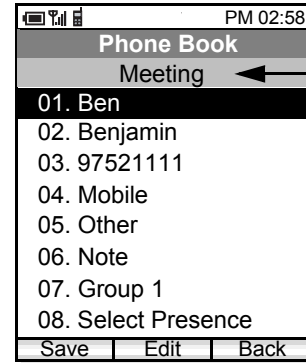 PM 02:58
Phone Book
Meeting
01. Ben
02. Benjamin
03. 97521111
04. Mobile
05. Other
06. Note
07. Group 1
08. Select Presence
Save Edit Back